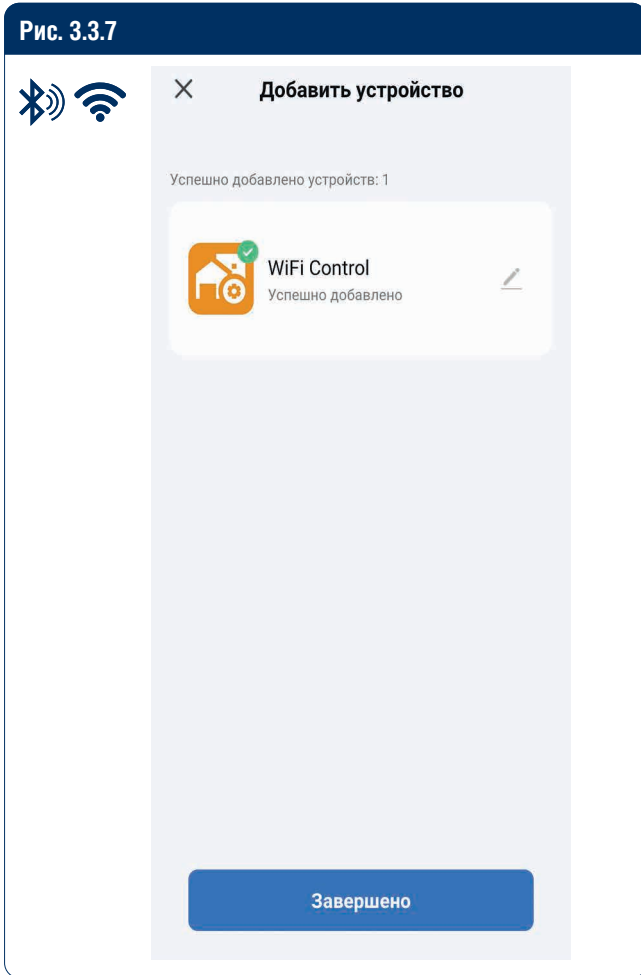 Рис. 3.3.7
Добавить устройство
Успешно добавлено устройств: 1
WiFi Control
Успешно добавлено
Завершено